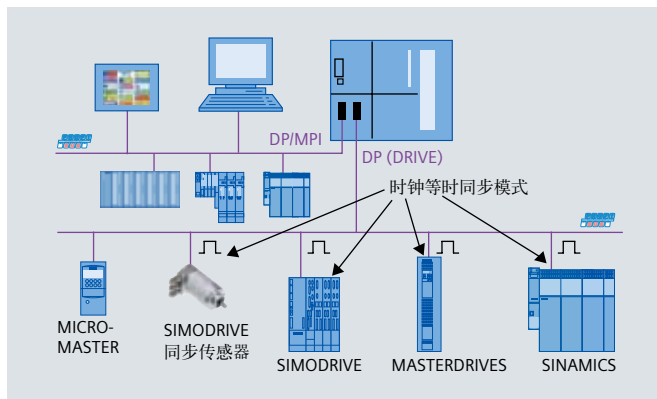 DP/MPI
DP (DRIVE)
时钟等时同步模式
MICRO-
MASTER
SIMODRIVE
同步传感器
SIMODRIVE
MASTERDRIVES
SINAMICS